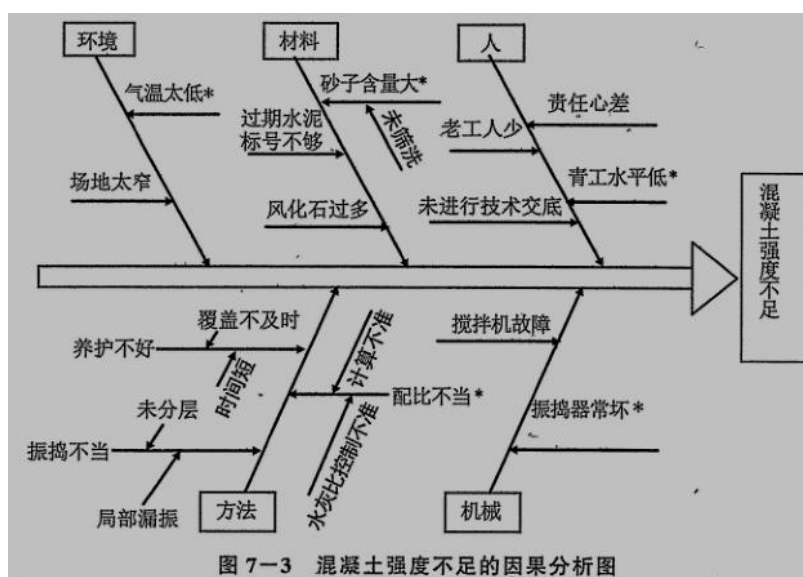 环境
材料
人
气温太低*
砂子含量大*
责任心差
过期水泥
标号不够
未筛洗
老工人少
场地太窄
青工水平低*
风化石过多
未进行技术交底
混凝土强度不足
覆盖不及时
计算不准
搅拌机故障
养护不好
时间短
配比不当*
未分层
水灰比控制不准
振捣器常坏*
振捣不当
局部漏振
方法
机械
图 7-3 混凝土强度不足的因果分析图